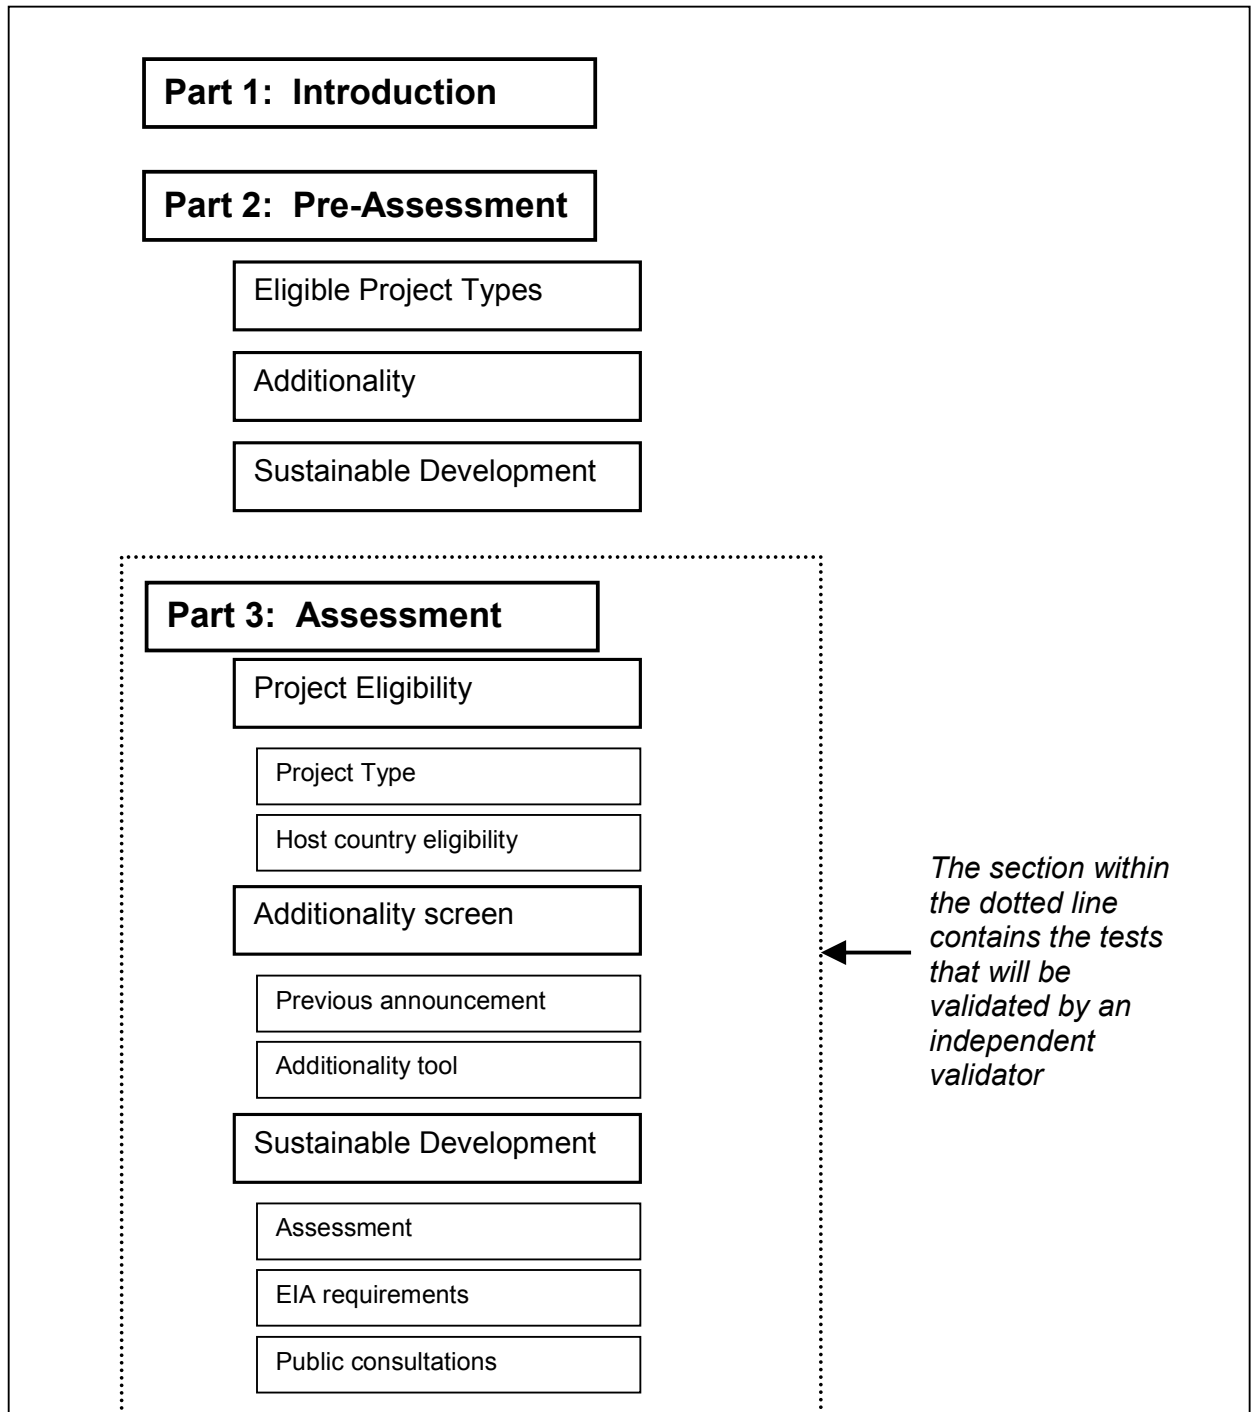 Part 1: Introduction
Part 2: Pre-Assessment
Eligible Project Types
Additionality
Sustainable Development
Part 3: Assessment
Project Eligibility
Project Type
Host country eligibility
Additionality screen
Previous announcement
Additionality tool
Sustainable Development
Assessment
EIA requirements
Public consultations
The section within
the dotted line
contains the tests
that will be
validated by an
independent
validator